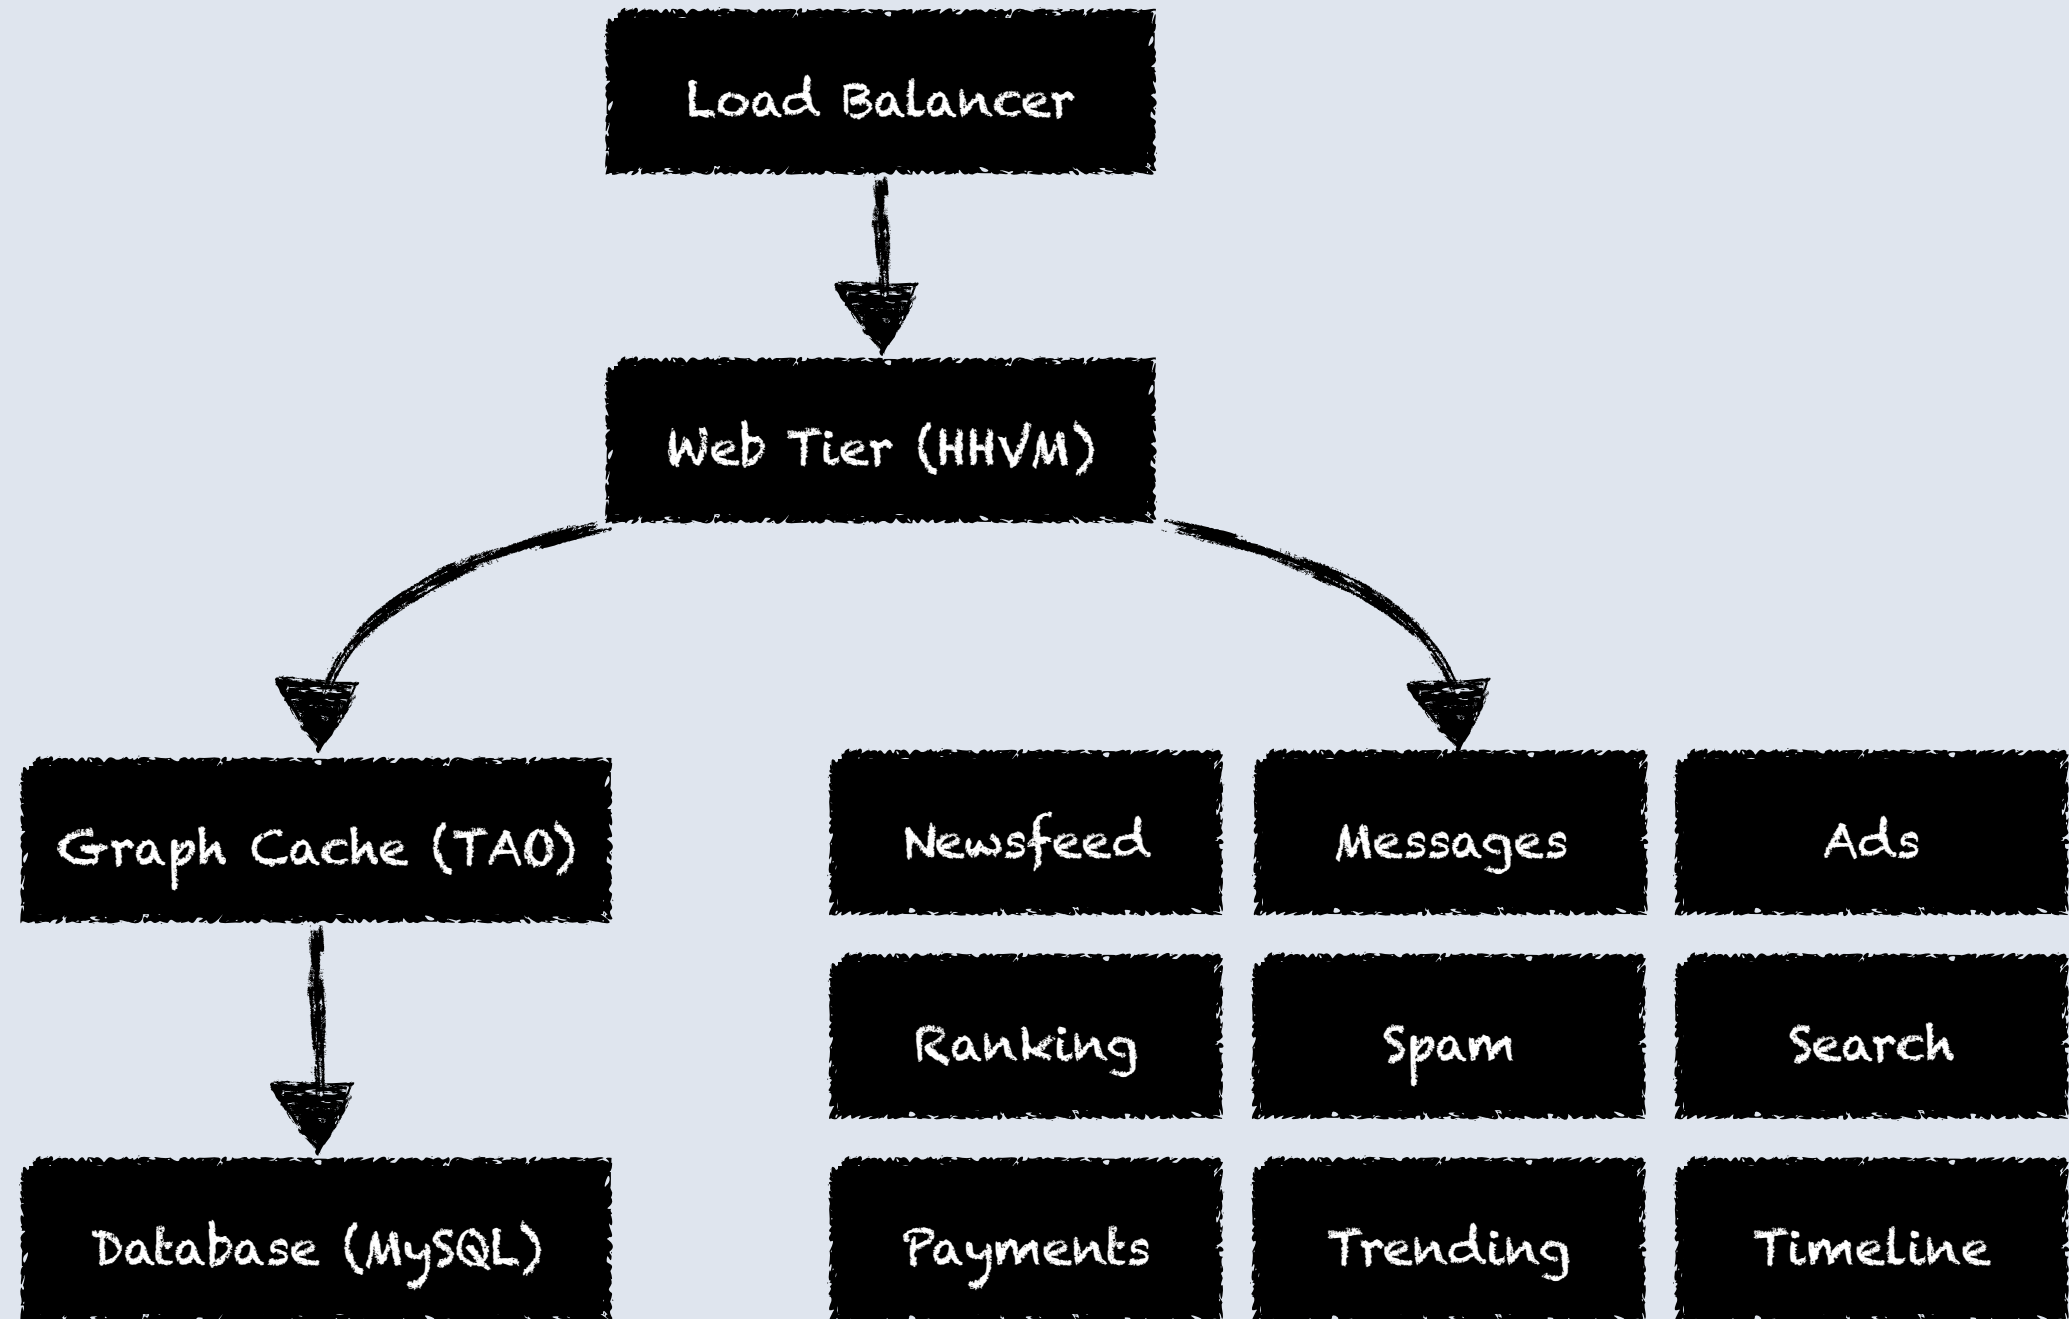 Load Balancer
Web Tier (HHVM)
Graph Cache (TAO)
Newsfeed
Messages
Ads
Ranking
Spam
Search
Database (MySQL)
Payments
Trending
Timeline